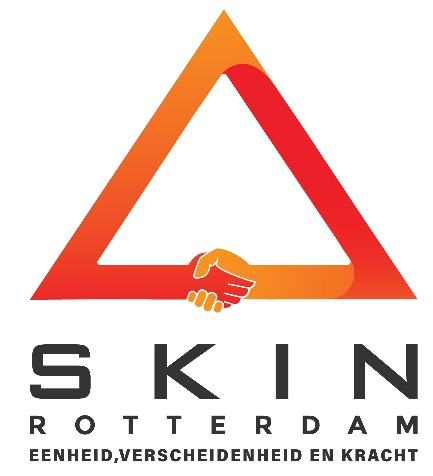 SKIN
ROTTERDAM
EENHEID,VERSCHEIDENHEID EN KRACHT